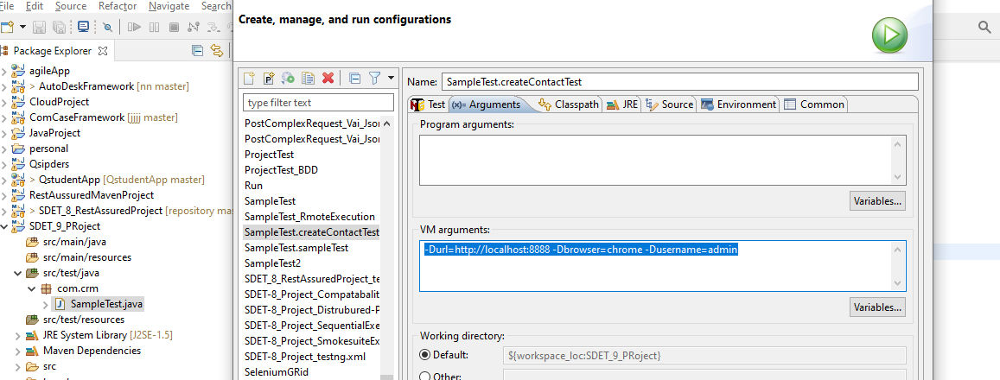 File Edit Source Refactor Navigate Search
Package Explorer
agileApp
> AutoDeskFramework [nn master]
CloudProject
> ComCaseFramework [jjjj master]
JavaProject
personal
Qsipders
> QstudentApp [QstudentApp master]
RestAussuredMavenProject
> SDET_8_RestAssuredProject [repository mas
SDET_9_PRoject
src/main/java
src/main/resources
src/test/java
com.crm
SampleTest.java
src/test/resources
JRE System Library [J2SE-1.5]
Maven Dependencies
src
Create, manage, and run configurations
type filter text
PostComplexRequest_Vai_Json
PostComplexRequest_Vai_Json
ProjectTest
ProjectTest_BDD
Run
SampleTest
SampleTest_RmoteExecution
SampleTest.createContactTest
SampleTest.sampleTest
SampleTest2
SDET-8_RestAssuredProject_te
SDET-8_Project_Compatabalit
SDET-8_Project_Distrubured-P
SDET-8_Project_SequentialExe
SDET-8_Project_SmokesuiteEx
SDET-8_Project_testng.xml
SeleniumGRid
Name: SampleTest.createContactTest
Test (x)= Arguments Classpath JRE Source Environment Common
Program arguments:
Variables...
VM arguments:
-Durl=http://localhost:8888 -Dbrowser=chrome -Dusername=admin
Variables...
Working directory:
Default: ${workspace_loc:SDET_9_PRoject}
Other: